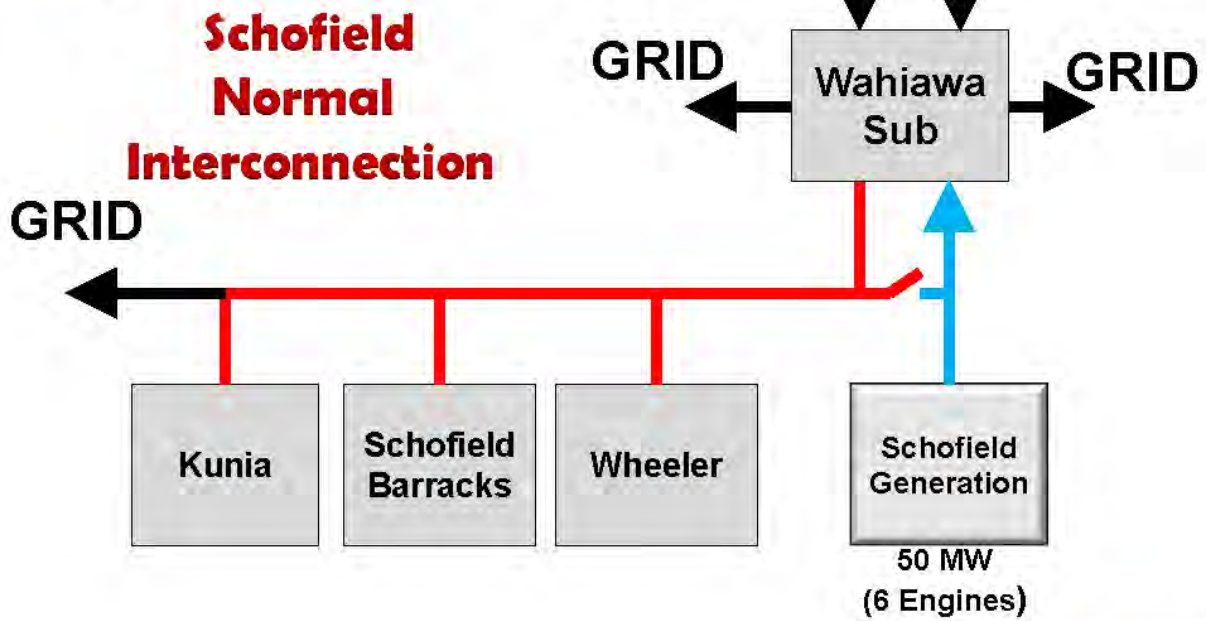 Schofield
Normal
Interconnection
GRID
Wahiawa
Sub
GRID
GRID
Kunia
Schofield
Barracks
Wheeler
Schofield
Generation
50 MW
(6 Engines)